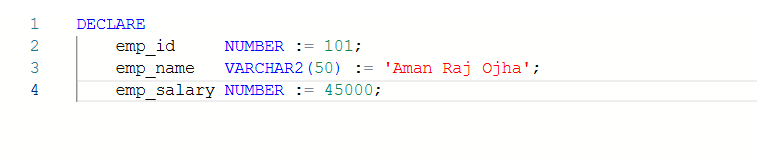 1 DECLARE
2 emp_id NUMBER := 101;
3 emp_name VARCHAR2(50) := 'Aman Raj Ojha';
4 emp_salary NUMBER := 45000;